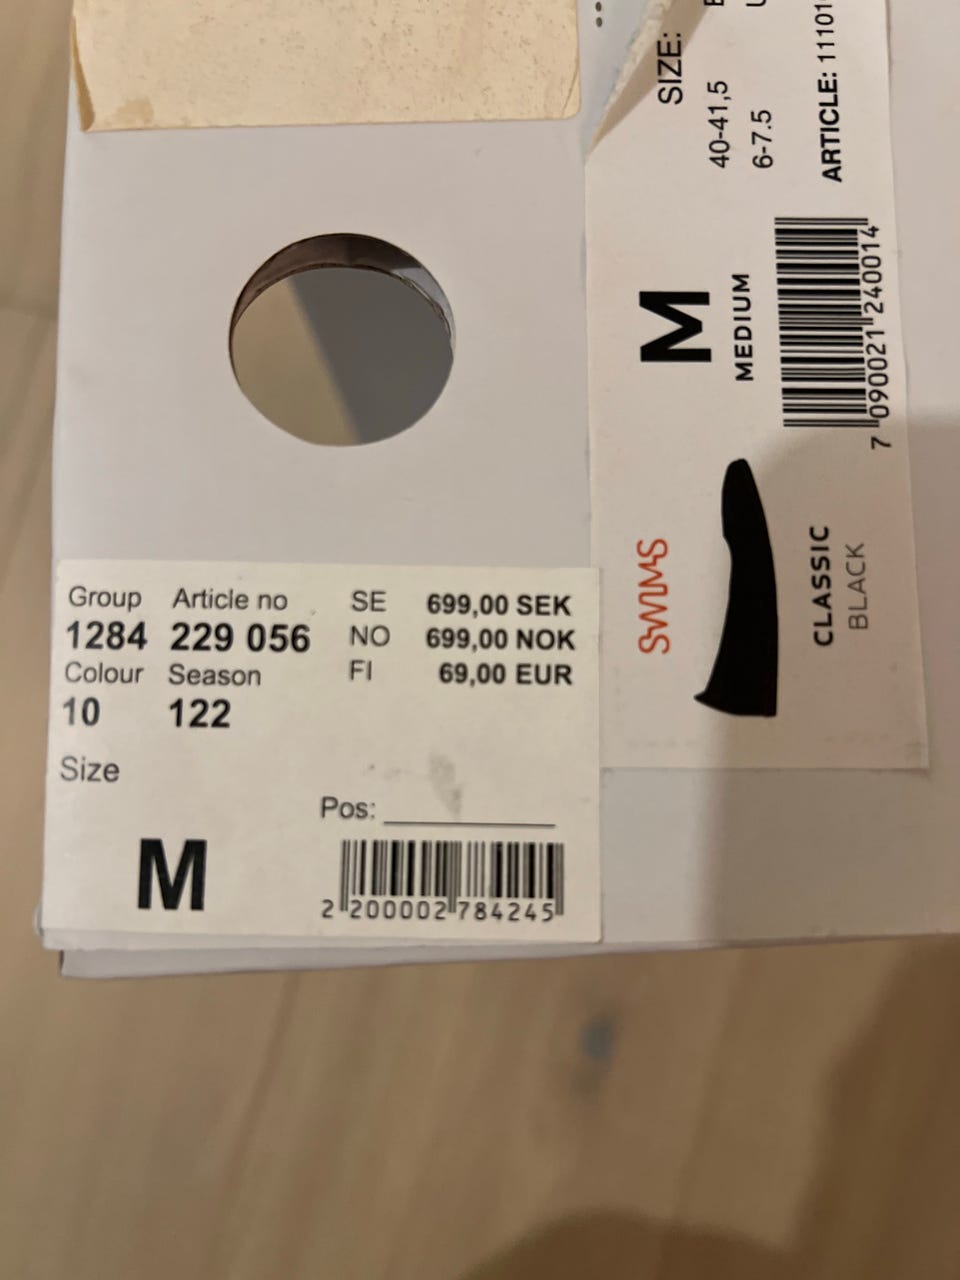 Group Article no SE 699,00 SEK
1284 229 056 NO 699,00 NOK
Colour Season FI 69,00 EUR
10 122
Size
Pos:
M
2 200002 784245
SWIMS
M
MEDIUM
SIZE:
40-41,5
6-7.5
CLASSIC
BLACK
7 090021 240014
ARTICLE: